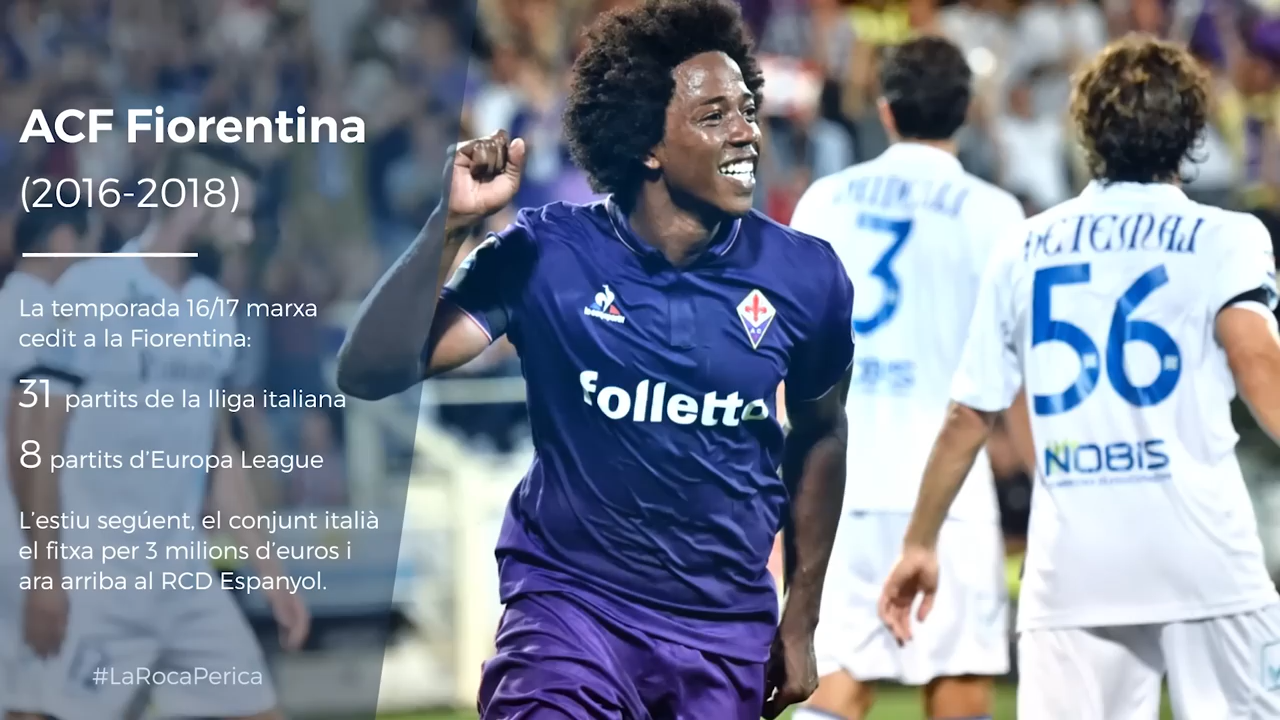 ACF Fiorentina
(2016-2018)
La temporada 16/17 marxa
cedit a la Fiorentina:
31 partits de la lliga italiana
8 partits d’Europa League
L’estiu següent, el conjunt italià
el fitxa per 3 milions d’euros i
ara arriba al RCD Espanyol.
#LaRocaPerica
folletto
3
56
NOBIS